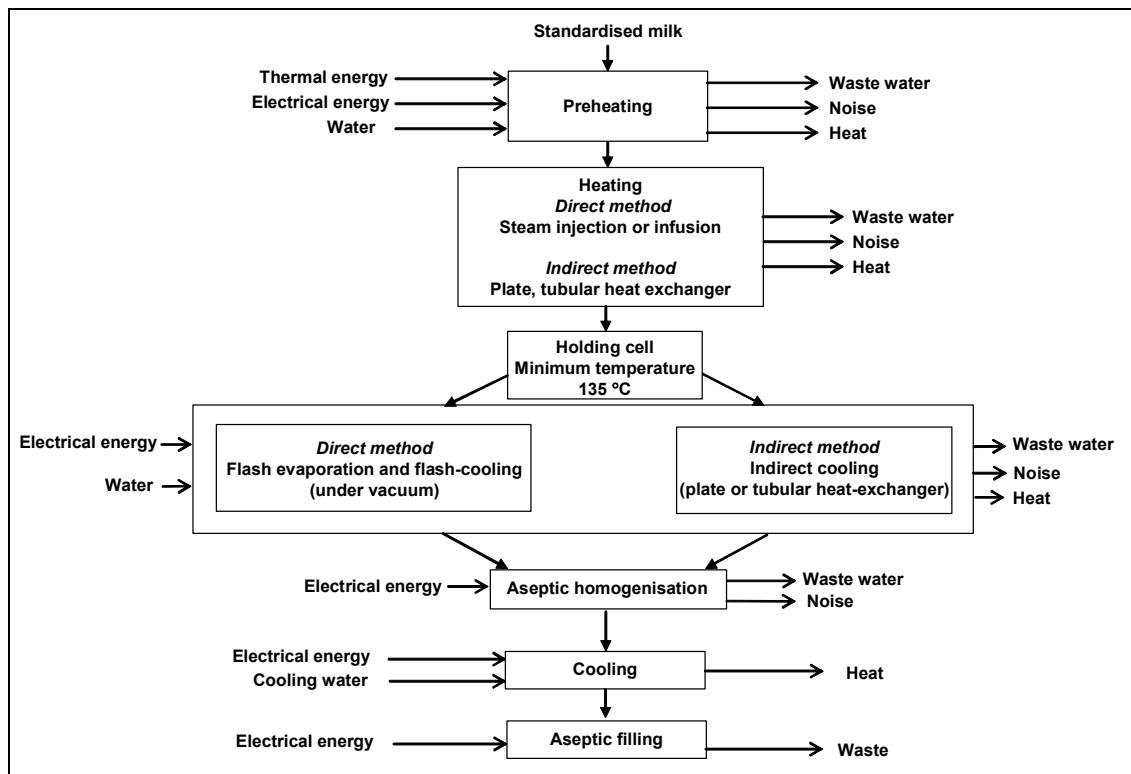 Standardised milk
Thermal energy
Electrical energy
Water
Preheating
Waste water
Noise
Heat
Heating
Direct method
Steam injection or infusion
Indirect method
Plate, tubular heat exchanger
Waste water
Noise
Heat
Holding cell
Minimum temperature
135 ºC
Electrical energy
Water
Direct method
Flash evaporation and flash-cooling
(under vacuum)
Indirect method
Indirect cooling
(plate or tubular heat-exchanger)
Waste water
Noise
Heat
Electrical energy
Aseptic homogenisation
Waste water
Noise
Electrical energy
Cooling water
Cooling
Heat
Electrical energy
Aseptic filling
Waste